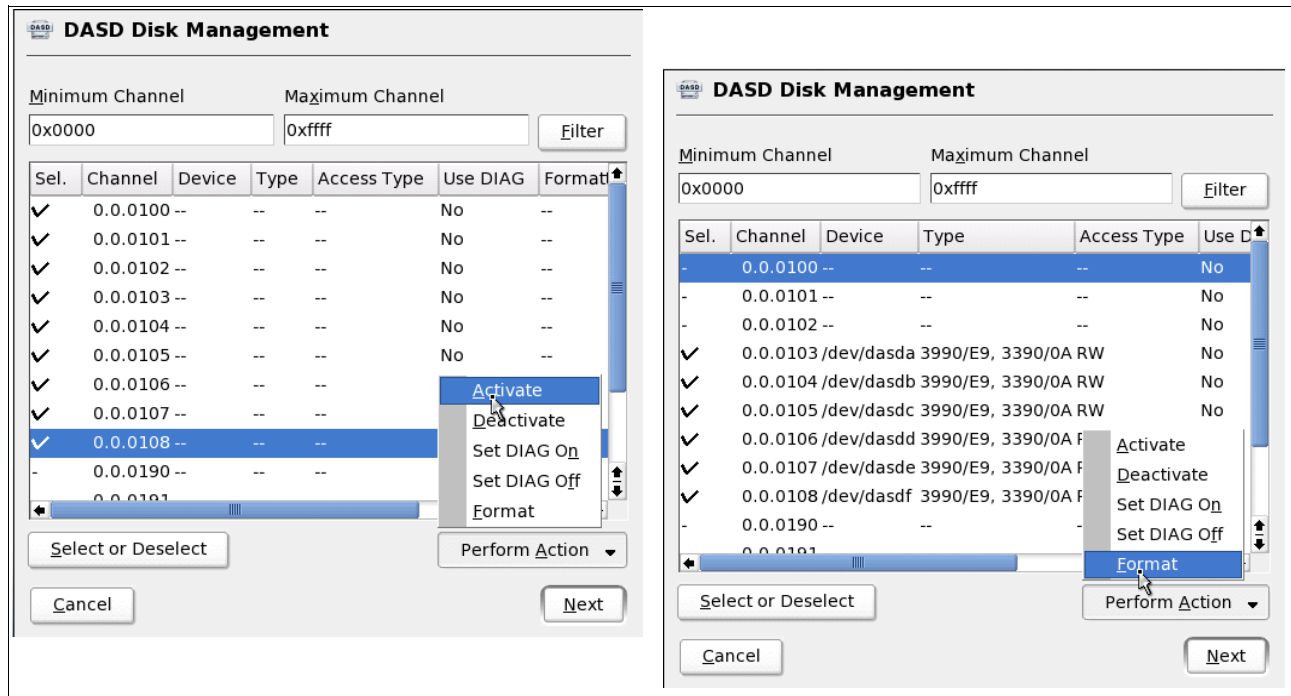 DASD Disk Management
Minimum Channel Maximum Channel
0x0000 0xffff Filter
Sel. Channel Device Type Access Type Use DIAG Formatt
✓ 0.0.0100 -- -- -- No --
✓ 0.0.0101 -- -- -- No --
✓ 0.0.0102 -- -- -- No --
✓ 0.0.0103 -- -- -- No --
✓ 0.0.0104 -- -- -- No --
✓ 0.0.0105 -- -- -- No --
✓ 0.0.0106 -- -- --
✓ 0.0.0107 -- -- --
✓ 0.0.0108 -- -- --
- 0.0.0190 -- -- --
0.0.0191
Activate
Deactivate
Set DIAG On
Set DIAG Off
Format
Select or Deselect Perform Action
Cancel Next
DASD Disk Management
Minimum Channel Maximum Channel
0x0000 0xffff Filter
Sel. Channel Device Type Access Type Use D
- 0.0.0100 -- -- -- No
- 0.0.0101 -- -- -- No
- 0.0.0102 -- -- -- No
✓ 0.0.0103 /dev/dasda 3990/E9, 3390/0A RW No
✓ 0.0.0104 /dev/dasdb 3990/E9, 3390/0A RW No
✓ 0.0.0105 /dev/dasdc 3990/E9, 3390/0A RW No
✓ 0.0.0106 /dev/dasdd 3990/E9, 3390/0A
✓ 0.0.0107 /dev/dasde 3990/E9, 3390/0A
✓ 0.0.0108 /dev/dasdf 3990/E9, 3390/0A
- 0.0.0190 -- -- -
0.0.0191
Activate
Deactivate
Set DIAG On
Set DIAG Off
Format
Select or Deselect Perform Action
Cancel Next